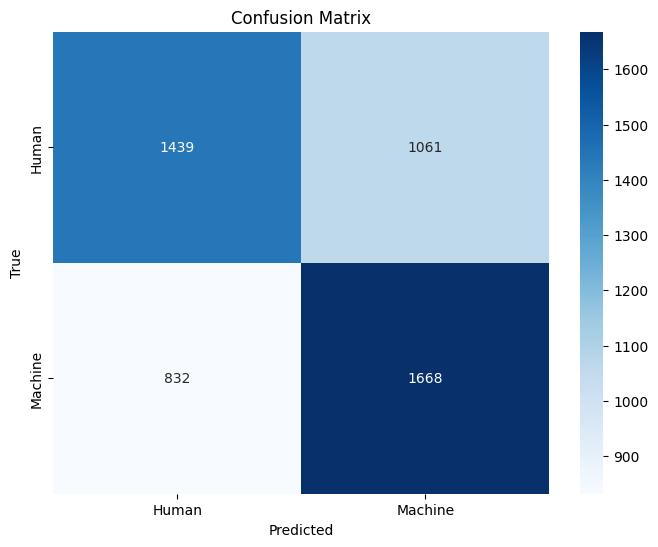 Confusion Matrix
True
Human
1439
1061
Machine
832
1668
Human
Machine
Predicted
1600
1500
1400
1300
1200
1100
1000
900